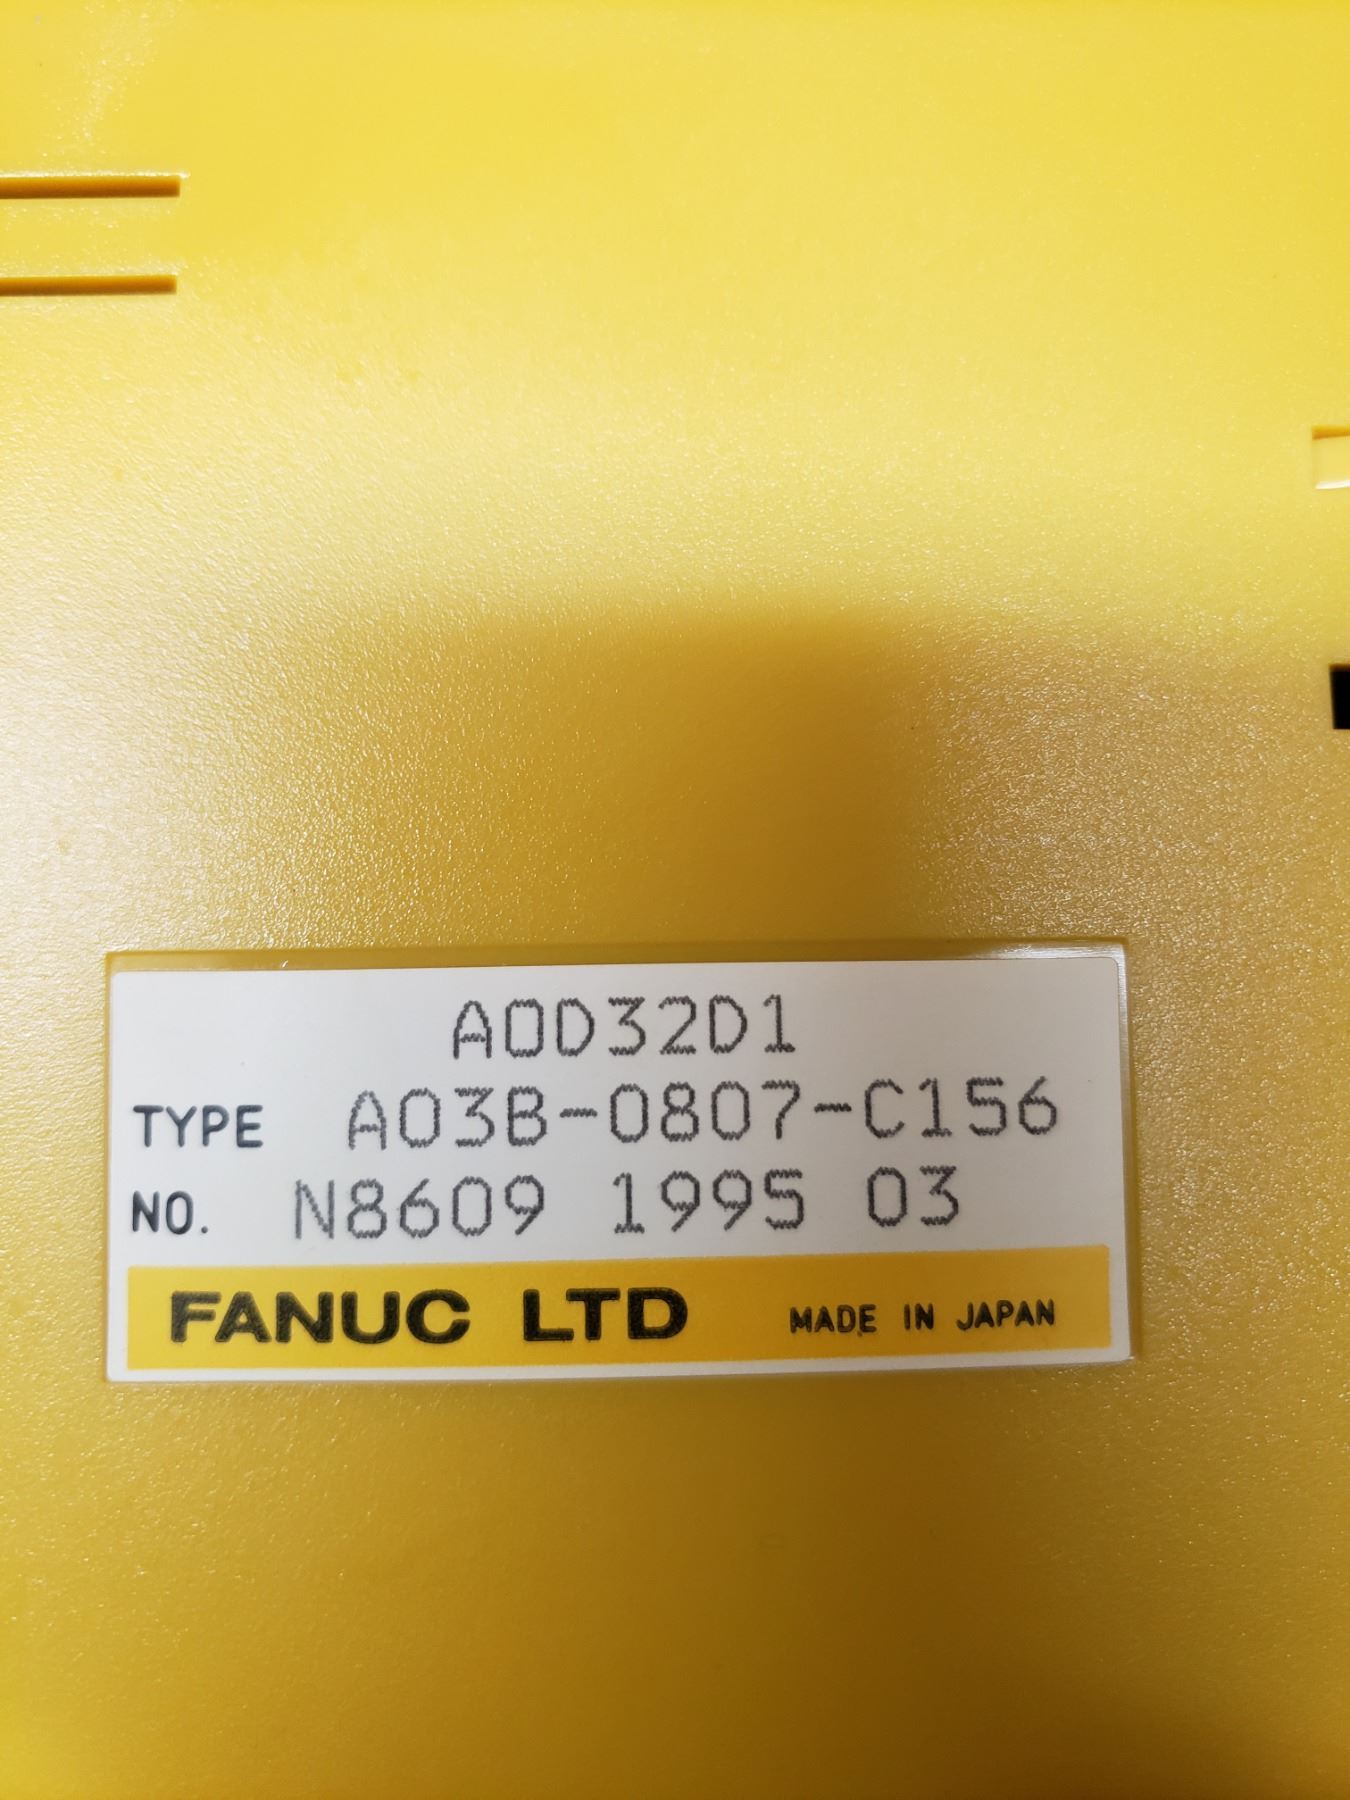 AOD32D1
TYPE A03B-0807-C156
NO. N8609 1995 03
FANUC LTD MADE IN JAPAN